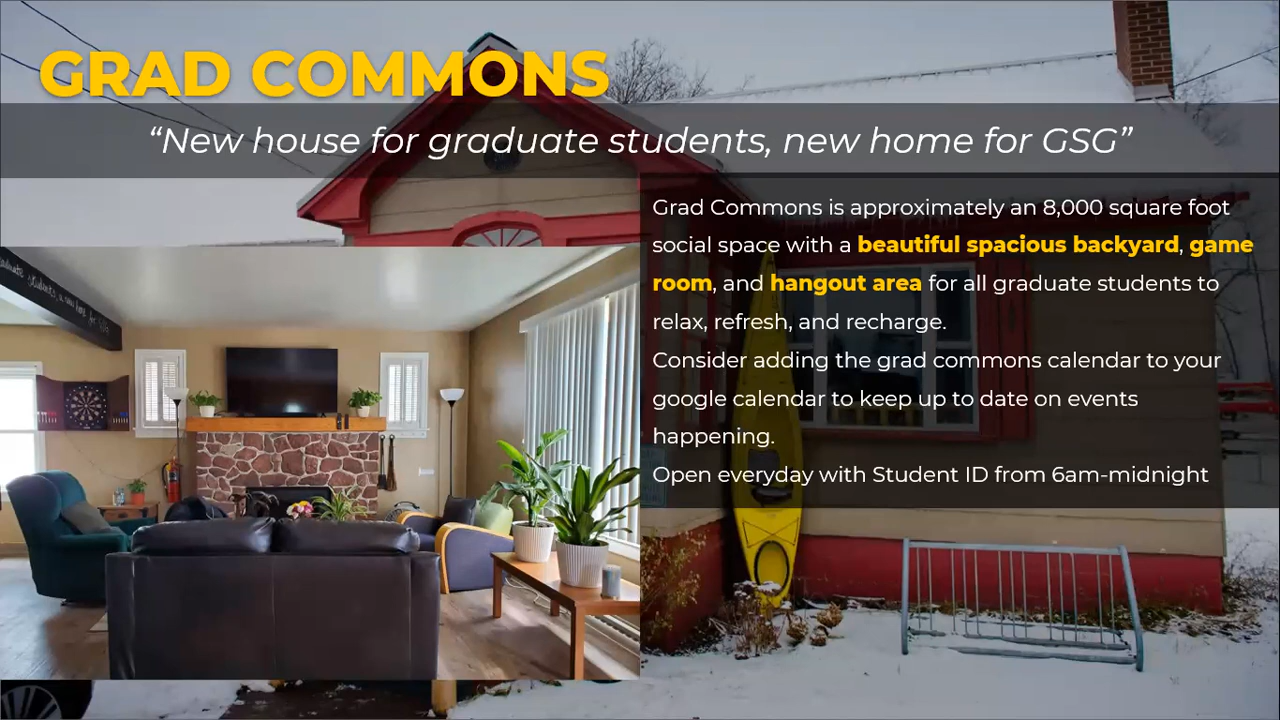 GRAD COMMONS
“New house for graduate students, new home for GSG”
Grad Commons is approximately an 8,000 square foot
social space with a beautiful spacious backyard, game
room, and hangout area for all graduate students to
relax, refresh, and recharge.
Consider adding the grad commons calendar to your
google calendar to keep up to date on events
happening.
Open everyday with Student ID from 6am-midnight